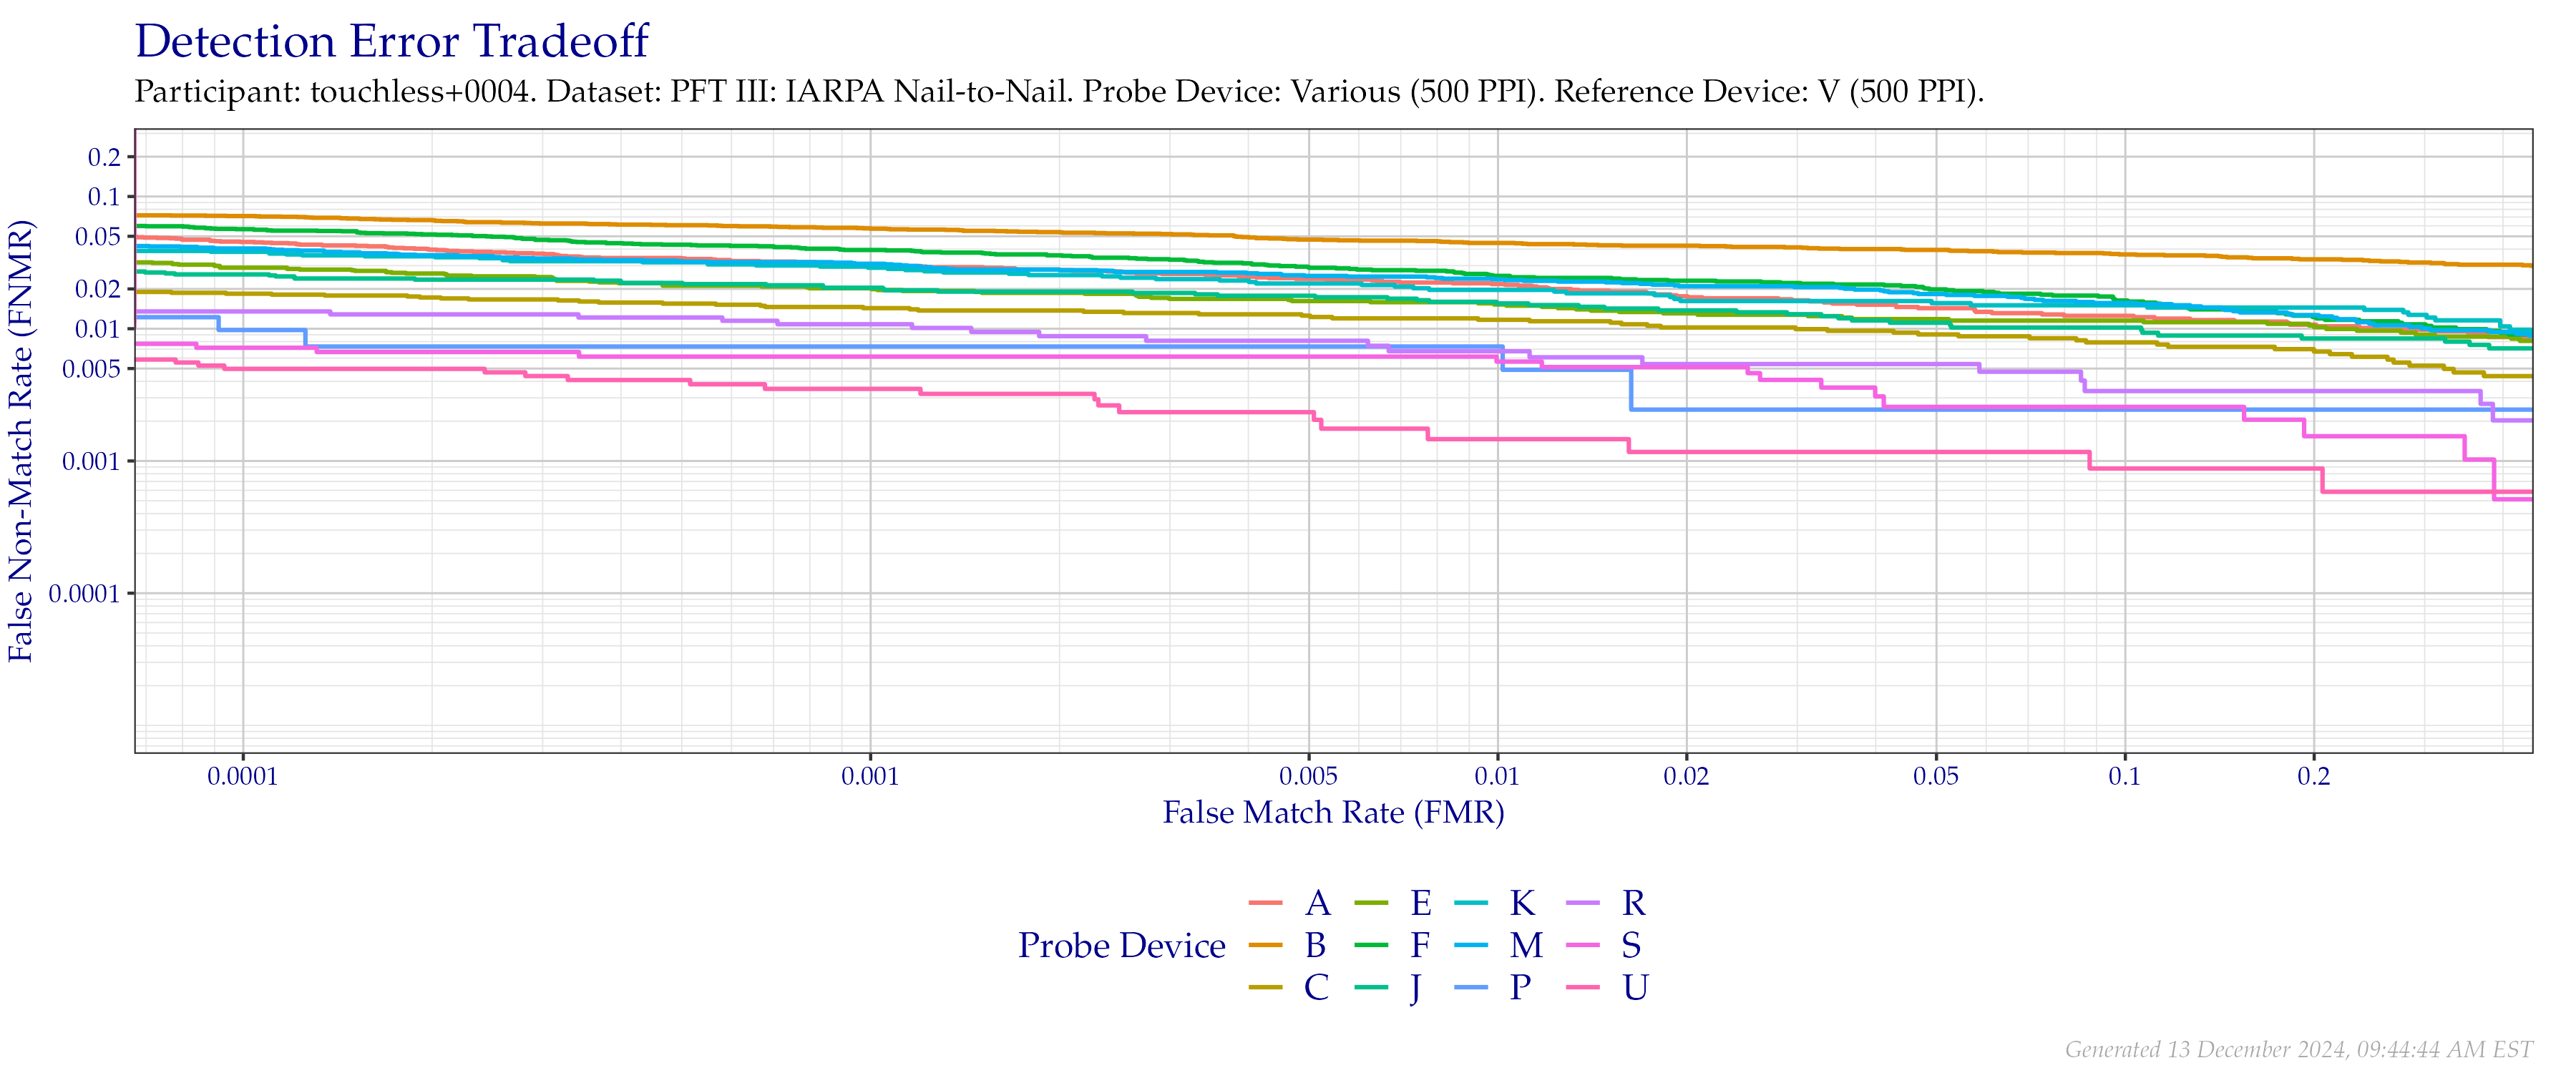 Detection Error Tradeoff
Participant: touchless+0004. Dataset: PFT III: IARPA Nail-to-Nail. Probe Device: Various (500 PPI). Reference Device: V (500 PPI).
False Non-Match Rate (FNMR)
0.2
0.1
0.05
0.02
0.01
0.005
0.001
0.0001
0.0001 0.001 0.005 0.01 0.02 0.05 0.1 0.2
False Match Rate (FMR)
Probe Device
A E K R
B F M S
C J P U
Generated 13 December 2024, 09:44:44 AM EST